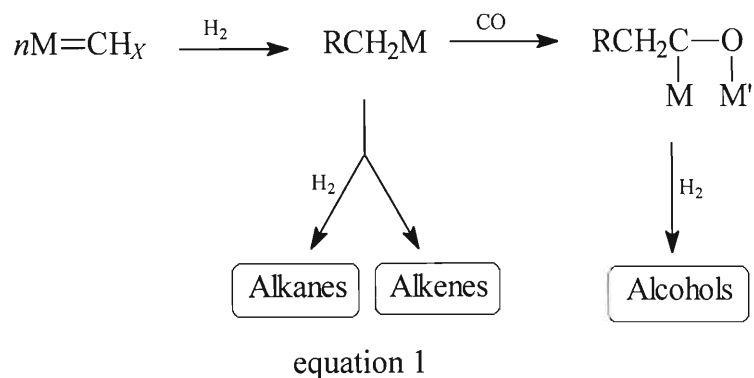 nM=CHX H2 RCH2M CO RCH2C—O
M M'
H2 H2
Alkanes Alkenes Alcohols
equation 1